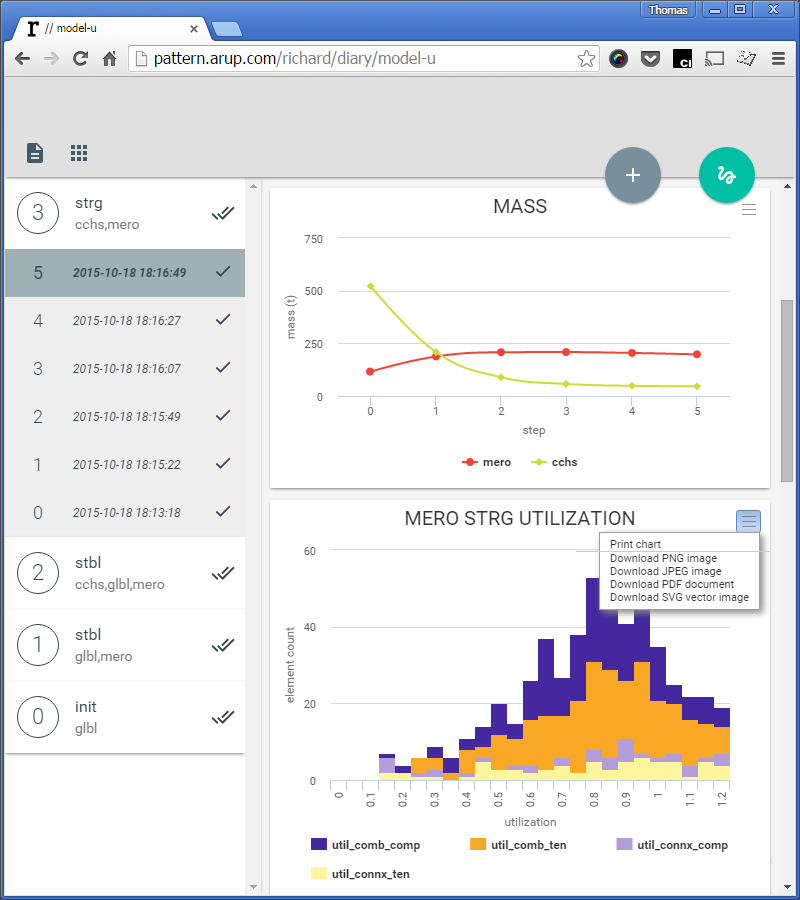 Thomas
// model-u
pattern.arup.com/richard/diary/model-u
3
strg
cchs,mero
5 2015-10-18 18:16:49
4 2015-10-18 18:16:27
3 2015-10-18 18:16:07
2 2015-10-18 18:15:49
1 2015-10-18 18:15:22
0 2015-10-18 18:13:18
2
stbl
cchs,glbl,mero
1
stbl
glbl,mero
0
init
glbl
MASS
750
500
250
0
mass (t)
0 1 2 3 4 5
step
mero cchs
MERO STRG UTILIZATION
Print chart
Download PNG image
Download JPEG image
Download PDF document
Download SVG vector image
60
40
20
0
element count
0 0.1 0.2 0.3 0.4 0.5 0.6 0.7 0.8 0.9 1 1.1 1.2
utilization
util_comb_comp util_comb_ten util_connx_comp
util_connx_ten